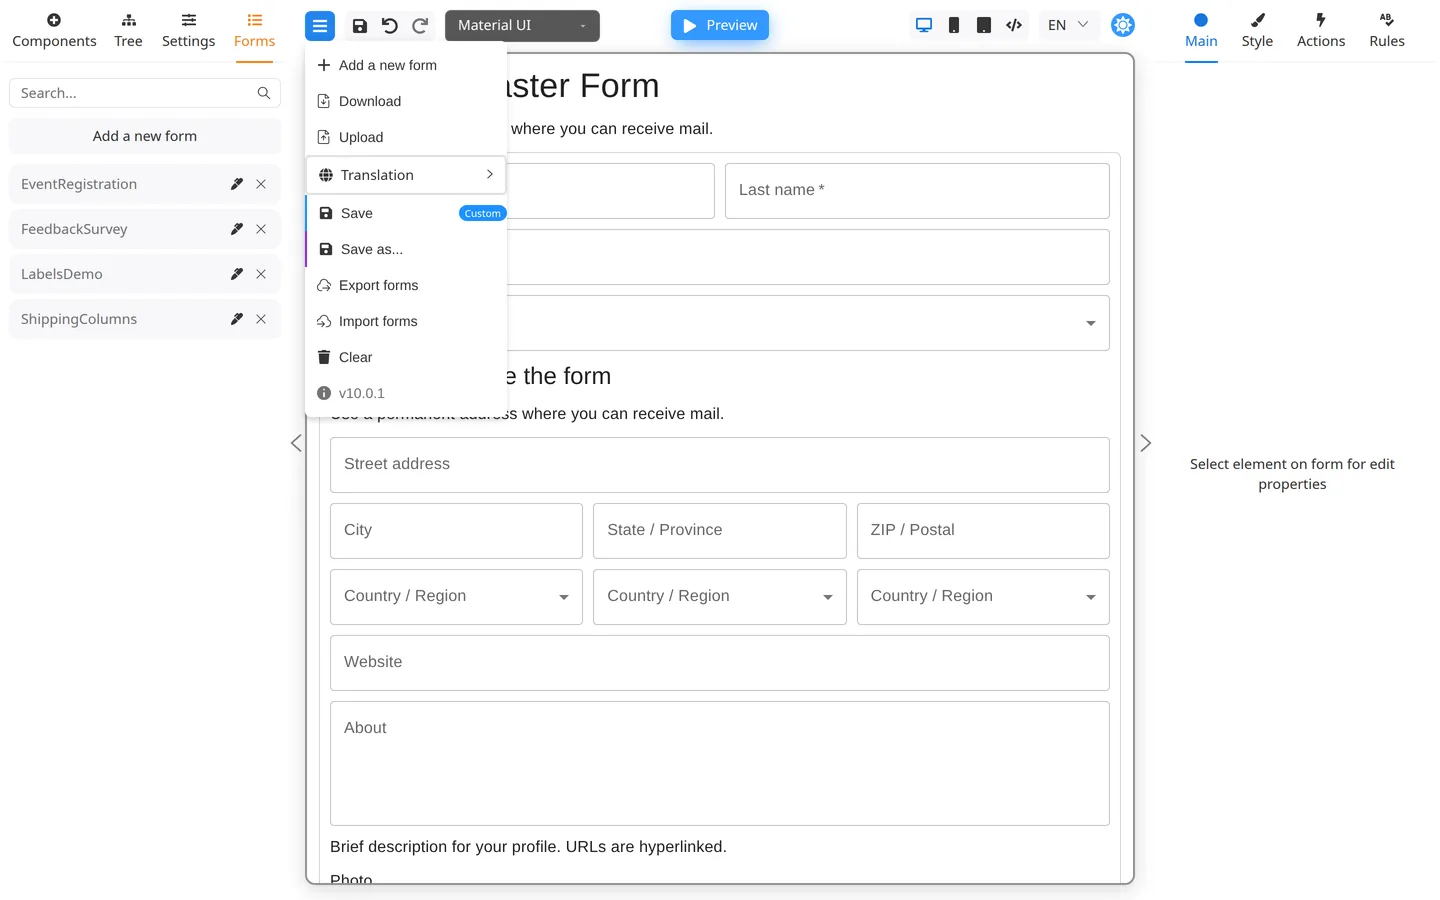 Components
Tree
Settings
Forms
Material UI
Preview
EN
Main
Style
Actions
Rules
Search...
Add a new form
EventRegistration
FeedbackSurvey
LabelsDemo
ShippingColumns
Add a new form
Download
Upload
Translation
Save
Custom
Save as...
Export forms
Import forms
Clear
v10.0.1
aster Form
where you can receive mail.
Last name *
e the form
address where you can receive mail.
Street address
City
State / Province
ZIP / Postal
Country / Region
Country / Region
Country / Region
Website
About
Brief description for your profile. URLs are hyperlinked.
Photo
Select element on form for edit
properties